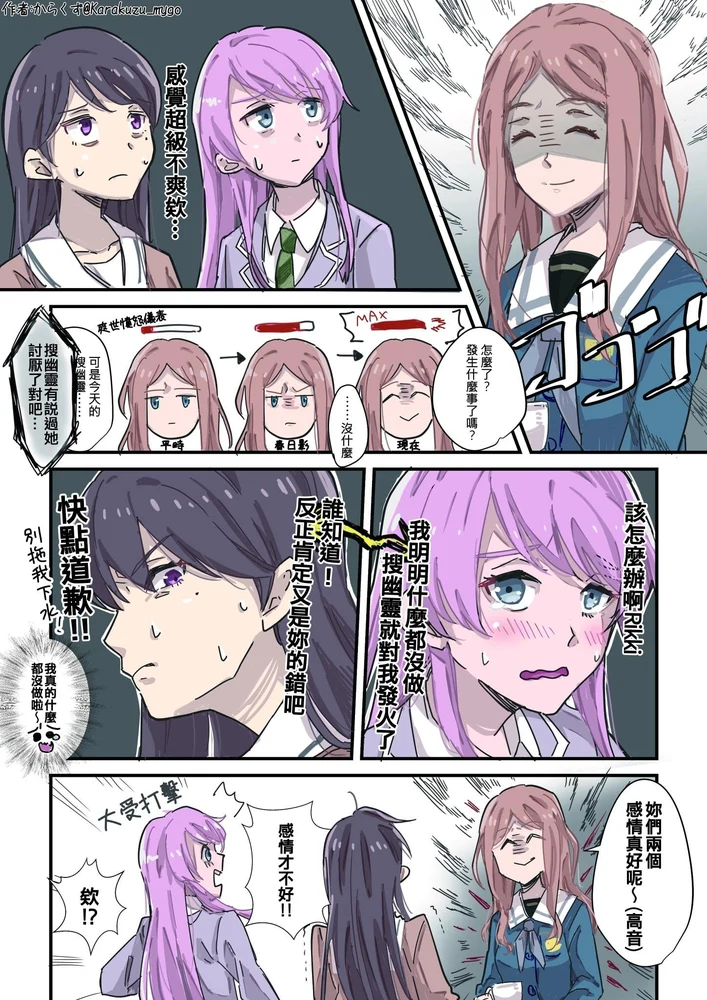 作者:からくず@Karakuzu_mygo
感覺超級不爽欸…
ゴゴゴゴ
怎麼了?
發生什麼事了嗎?
……沒什麼
爽世憤怒儀表
MAX
平時
春日影
現在
可是今天的
搜幽靈……
搜幽靈有說過她
討厭了對吧…
該怎麼辦啊Rikki
我明明什麼都沒做
搜幽靈就對我發火了
誰知道!
反正肯定又是妳的錯吧
快點道歉!!
別拖我下水!
我真的什麼
都沒做啦~!
妳們兩個
感情真好呢~(高音)
感情才不好!!
大受打擊
欸!?